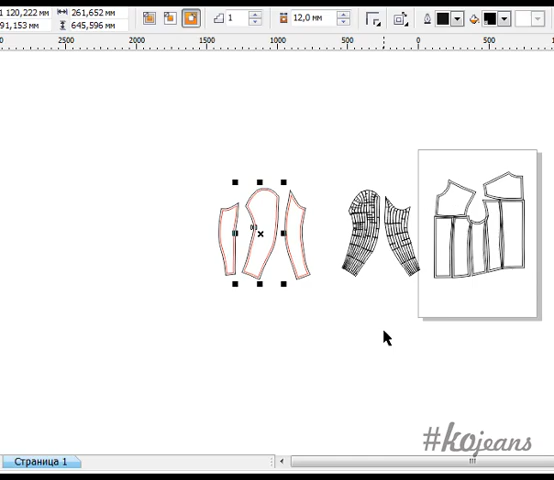 1 120,222 мм 261,652 мм 1 12,0 мм
91,153 мм 645,596 мм
2500 2000 1500 1000 500 0 500
#kojeans
Страница 1